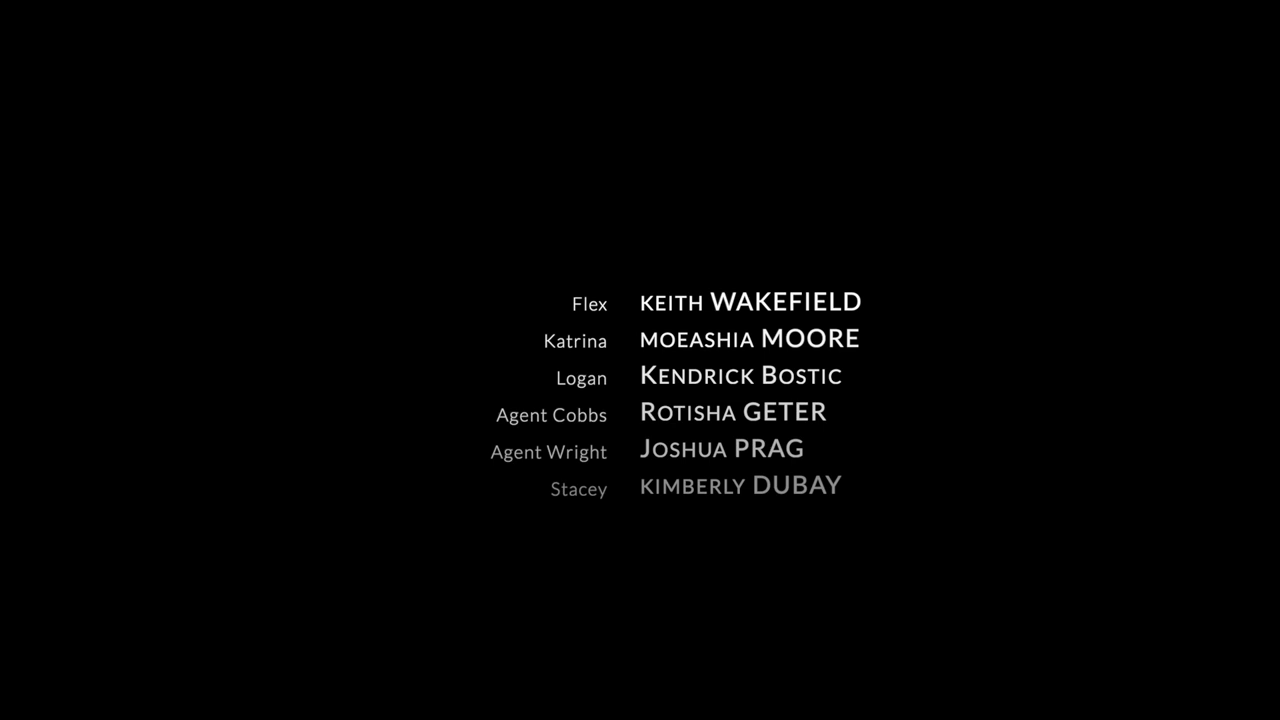 Flex KEITH WAKEFIELD
Katrina MOEASHIA MOORE
Logan KENDRICK BOSTIC
Agent Cobbs ROTISHA GETER
Agent Wright JOSHUA PRAG
Stacey KIMBERLY DUBAY